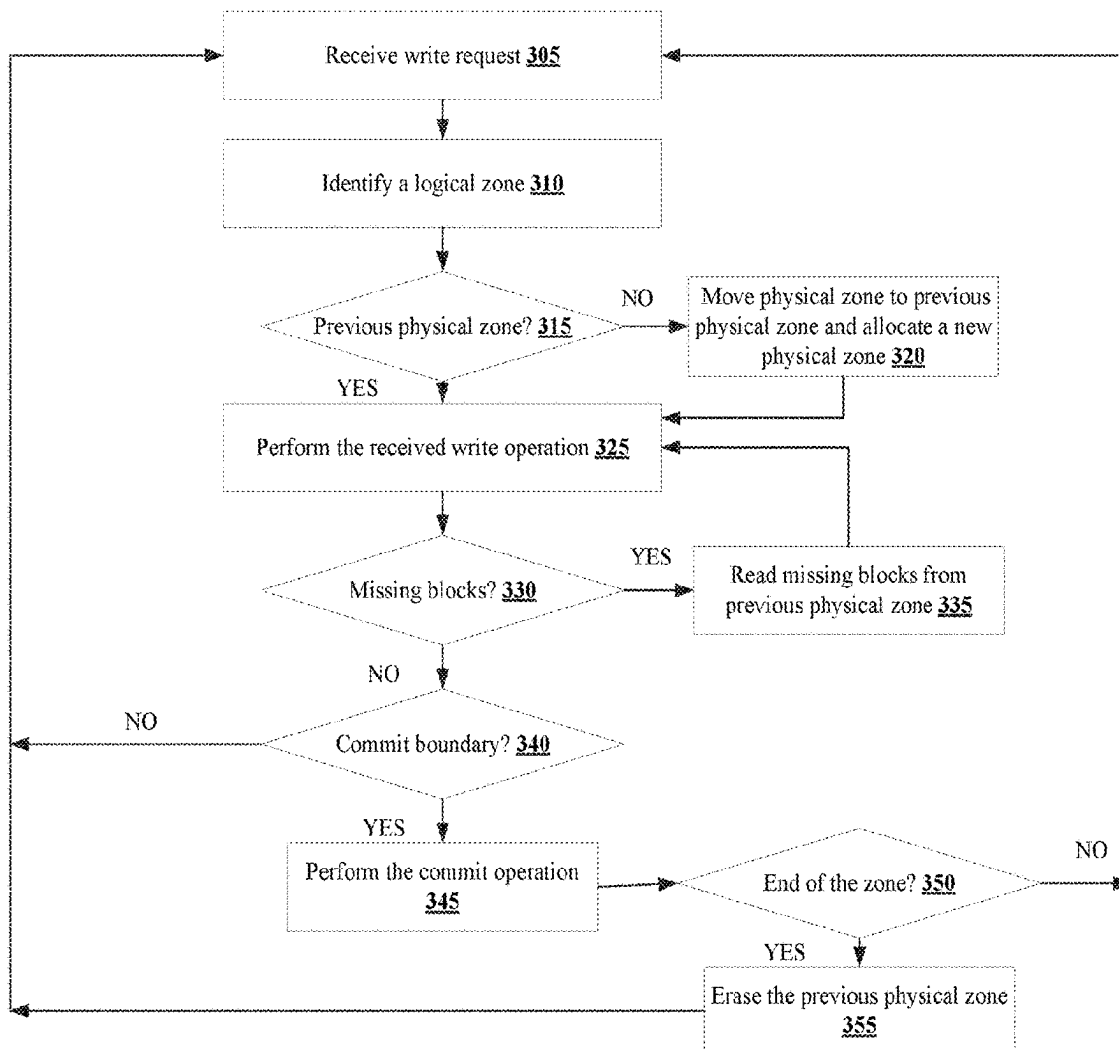 Receive write request 305
Identify a logical zone 310
Previous physical zone? 315
NO
Move physical zone to previous
physical zone and allocate a new
physical zone 320
YES
Perform the received write operation 325
Missing blocks? 330
YES
Read missing blocks from
previous physical zone 335
NO
NO
Commit boundary? 340
YES
Perform the commit operation
345
End of the zone? 350
NO
YES
Erase the previous physical zone
355